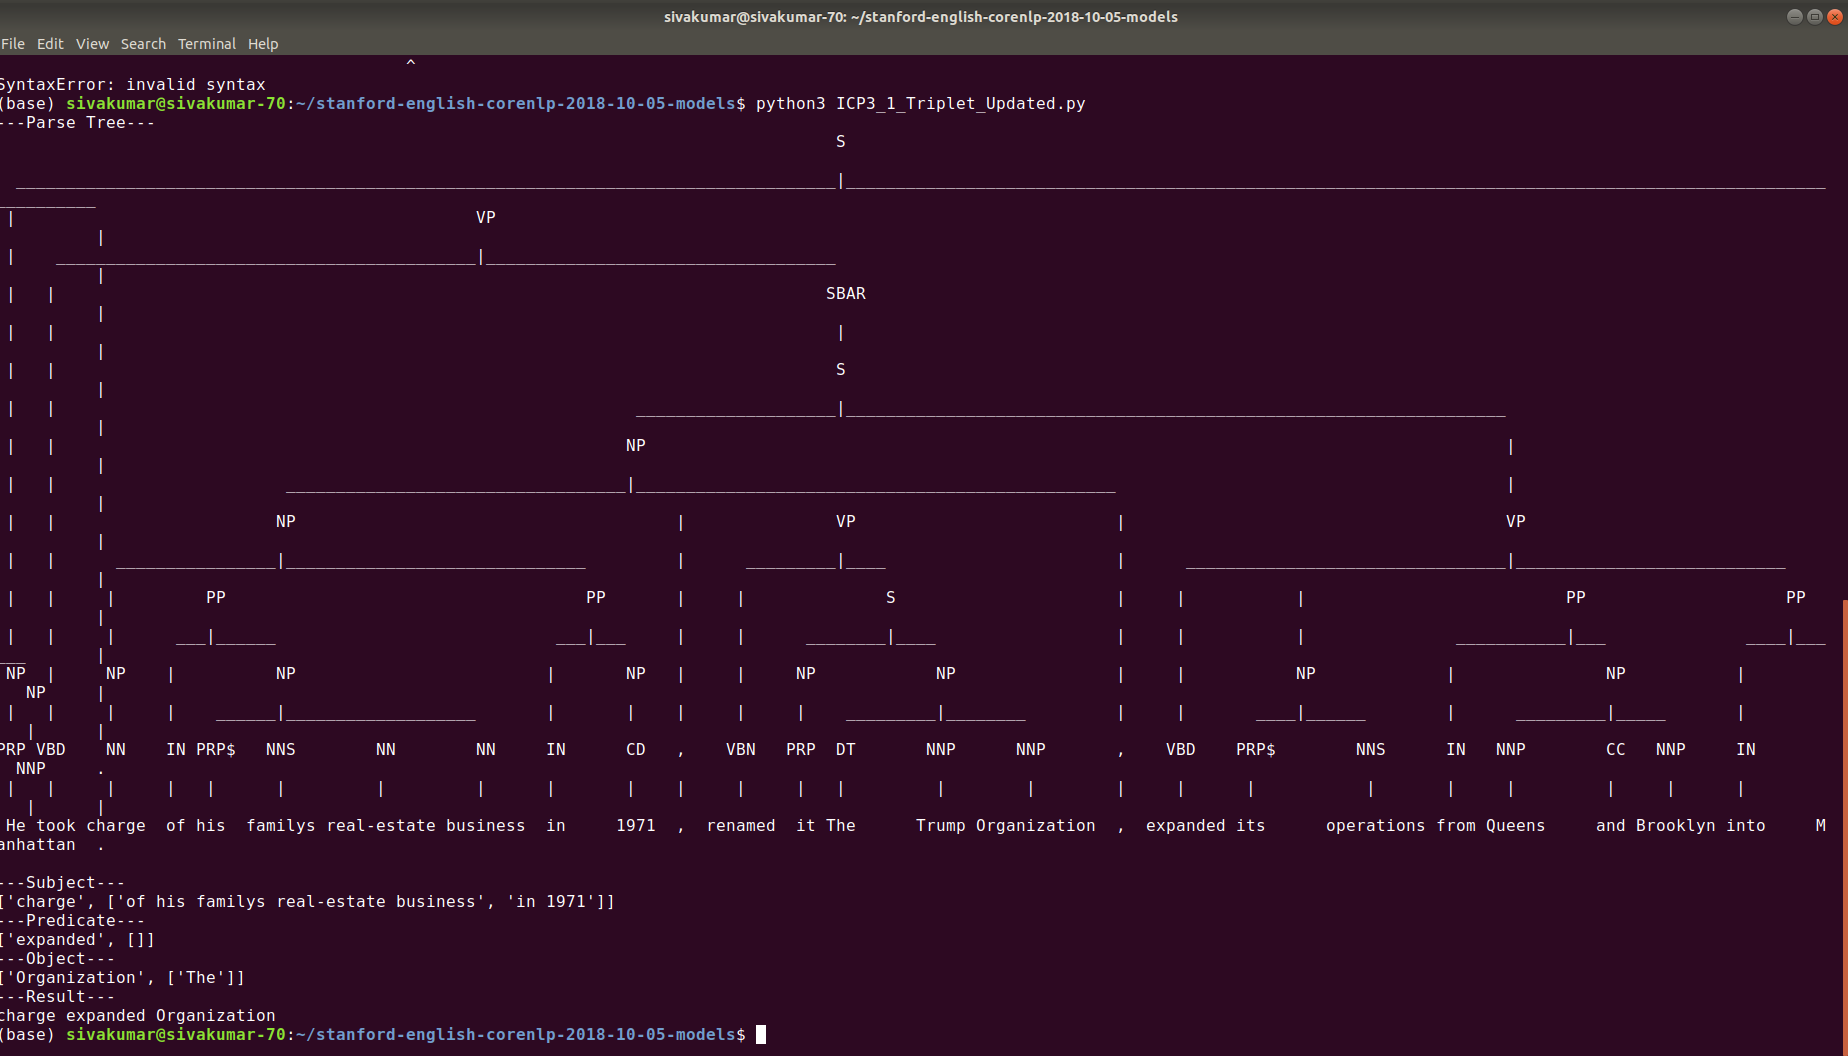 sivakumar@sivakumar-70: ~/stanford-english-corenlp-2018-10-05-models
File Edit View Search Terminal Help
^
SyntaxError: invalid syntax
(base) sivakumar@sivakumar-70:~/stanford-english-corenlp-2018-10-05-models$ python3 ICP3_1_Triplet_Updated.py
---Parse Tree---
S
VP
SBAR
S
NP
NP VP VP
PP PP S PP PP
NP NP NP NP NP NP NP NP
NP
PRP VBD NN IN PRP$ NNS NN NN IN CD , VBN PRP DT NNP NNP , VBD PRP$ NNS IN NNP CC NNP IN
NNP .
He took charge of his familys real-estate business in 1971 , renamed it The Trump Organization , expanded its operations from Queens and Brooklyn into M
anhattan .
---Subject---
['charge', ['of his familys real-estate business', 'in 1971']]
---Predicate---
['expanded', []]
---Object---
['Organization', ['The']]
---Result---
charge expanded Organization
(base) sivakumar@sivakumar-70:~/stanford-english-corenlp-2018-10-05-models$